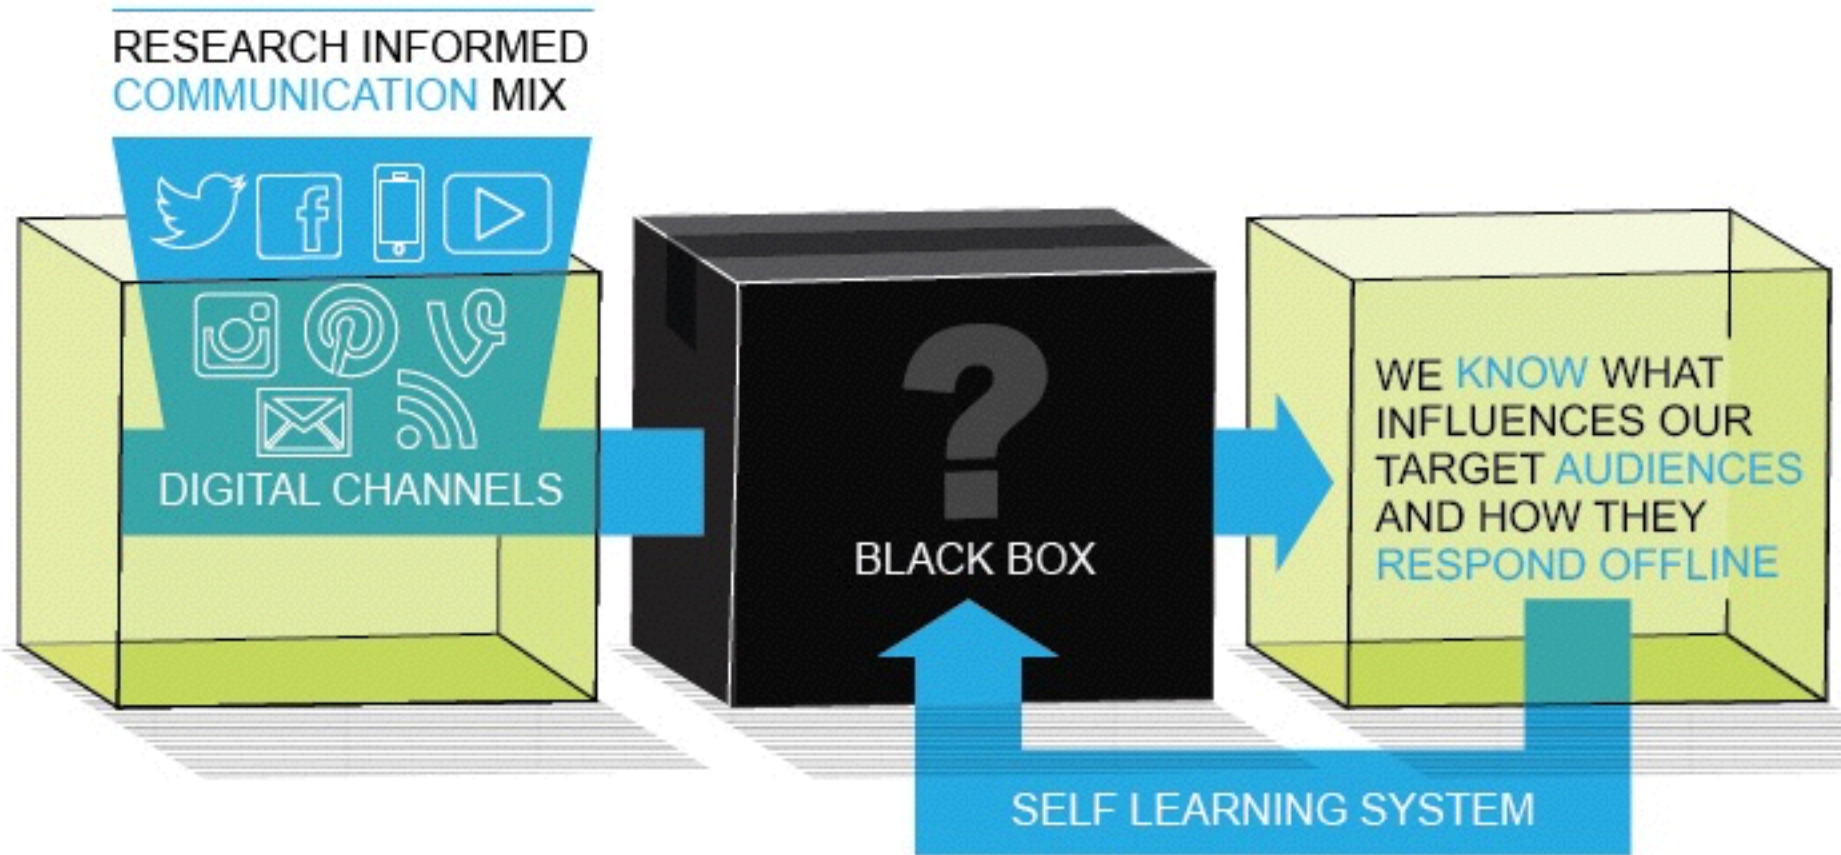 RESEARCH INFORMED
COMMUNICATION MIX
DIGITAL CHANNELS
?
BLACK BOX
WE KNOW WHAT
INFLUENCES OUR
TARGET AUDIENCES
AND HOW THEY
RESPOND OFFLINE
SELF LEARNING SYSTEM